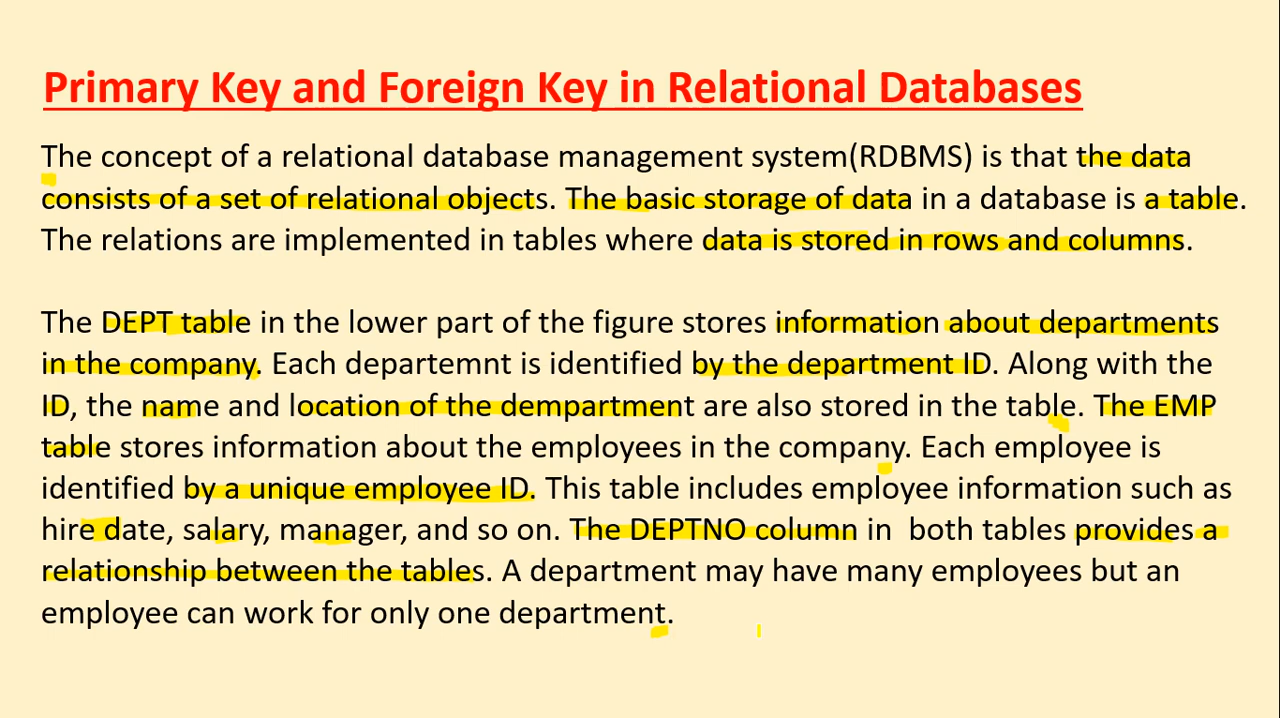 Primary Key and Foreign Key in Relational Databases
The concept of a relational database management system(RDBMS) is that the data
consists of a set of relational objects. The basic storage of data in a database is a table.
The relations are implemented in tables where data is stored in rows and columns.
The DEPT table in the lower part of the figure stores information about departments
in the company. Each departemnt is identified by the department ID. Along with the
ID, the name and location of the dempartment are also stored in the table. The EMP
table stores information about the employees in the company. Each employee is
identified by a unique employee ID. This table includes employee information such as
hire date, salary, manager, and so on. The DEPTNO column in  both tables provides a
relationship between the tables. A department may have many employees but an
employee can work for only one department.